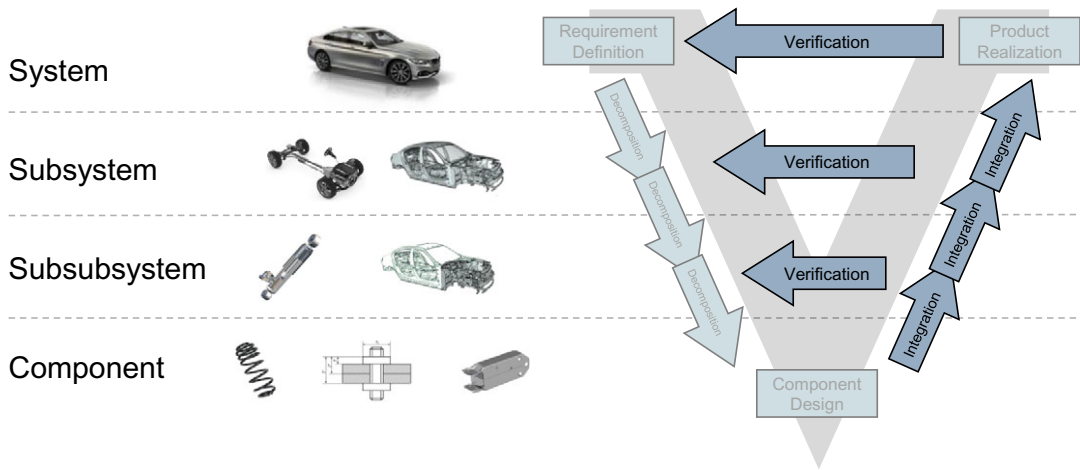 System
Subsystem
Subsubsystem
Component
Requirement
Definition
Verification
Product
Realization
Decomposition
Verification
Integration
Decomposition
Verification
Integration
Decomposition
Integration
Component
Design